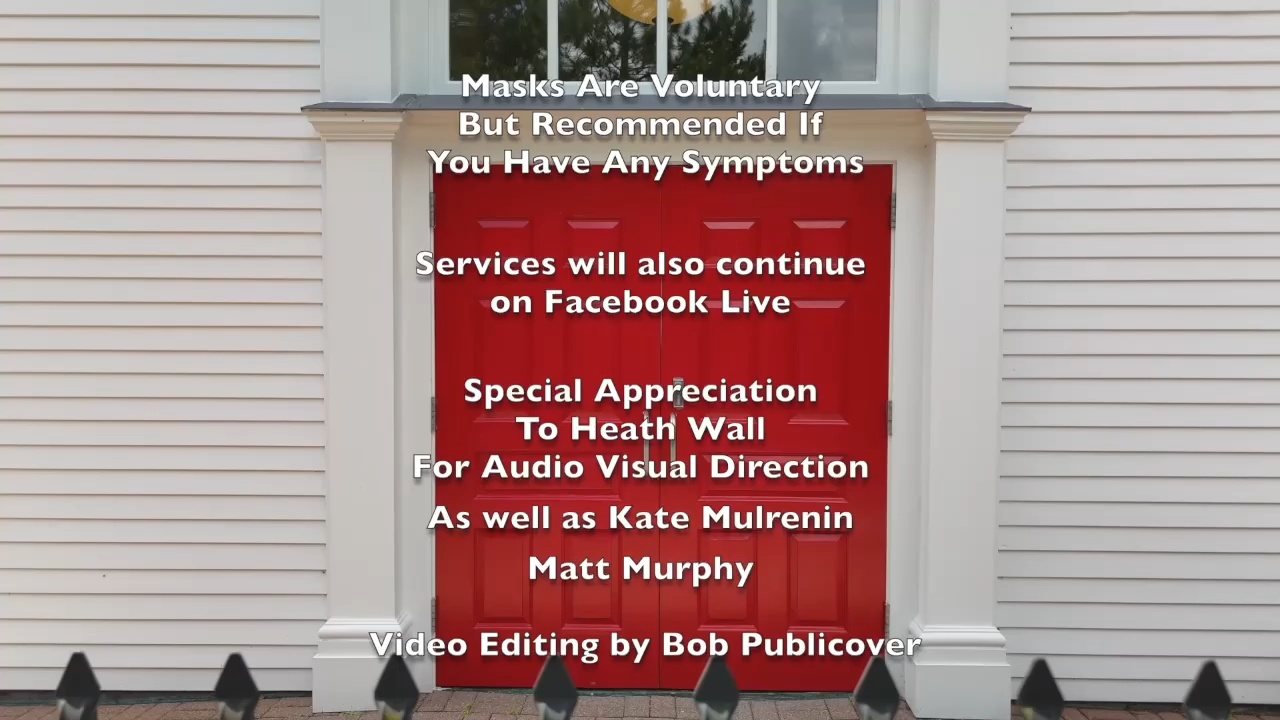 Masks Are Voluntary
But Recommended If
You Have Any Symptoms
Services will also continue
on Facebook Live
Special Appreciation
To Heath Wall
For Audio Visual Direction
As well as Kate Mulrenin
Matt Murphy
Video Editing by Bob Publicover